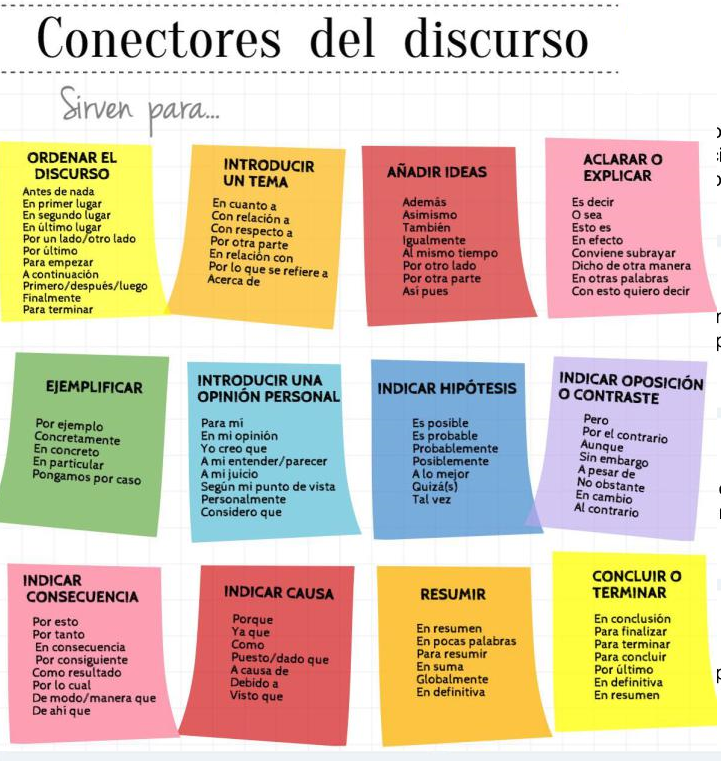 Conectores del discurso
Sirven para...
ORDENAR EL
DISCURSO
Antes de nada
En primer lugar
En segundo lugar
En último lugar
Por un lado/otro lado
Por último
Para empezar
A continuación
Primero/después/luego
Finalmente
Para terminar
INTRODUCIR
UN TEMA
En cuanto a
Con relación a
Con respecto a
Por otra parte
En relación con
Por lo que se refiere a
Acerca de
AÑADIR IDEAS
Además
Asimismo
También
Igualmente
Al mismo tiempo
Por otro lado
Por otra parte
Así pues
ACLARAR O
EXPLICAR
Es decir
O sea
Esto es
En efecto
Conviene subrayar
Dicho de otra manera
En otras palabras
Con esto quiero decir
EJEMPLIFICAR
Por ejemplo
Concretamente
En concreto
En particular
Pongamos por caso
INTRODUCIR UNA
OPINIÓN PERSONAL
Para mí
En mi opinión
Yo creo que
A mi entender/parecer
A mi juicio
Según mi punto de vista
Personalmente
Considero que
INDICAR HIPÓTESIS
Es posible
Es probable
Probablemente
Posiblemente
A lo mejor
Quizá(s)
Tal vez
INDICAR OPOSICIÓN
O CONTRASTE
Pero
Por el contrario
Aunque
Sin embargo
A pesar de
No obstante
En cambio
Al contrario
INDICAR
CONSECUENCIA
Por esto
Por tanto
En consecuencia
Por consiguiente
Como resultado
Por lo cual
De modo/manera que
De ahí que
INDICAR CAUSA
Porque
Ya que
Como
Puesto/dado que
A causa de
Debido a
Visto que
RESUMIR
En resumen
En pocas palabras
Para resumir
En suma
Globalmente
En definitiva
CONCLUIR O
TERMINAR
En conclusión
Para finalizar
Para terminar
Para concluir
Por último
En definitiva
En resumen